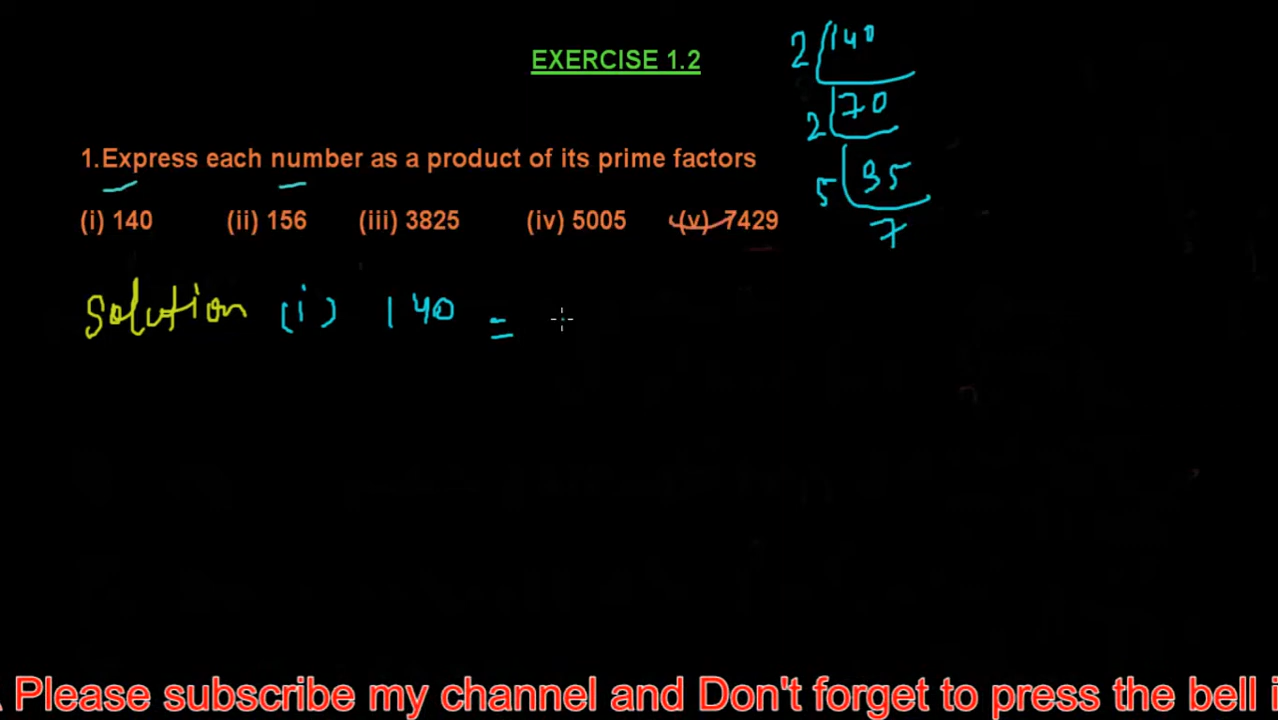 EXERCISE 1.2
1.Express each number as a product of its prime factors
(i) 140 (ii) 156 (iii) 3825 (iv) 5005 (v) 7429
2 140
2 70
5 35
7
Solution (i) 140 =
Please subscribe my channel and Don't forget to press the bell i